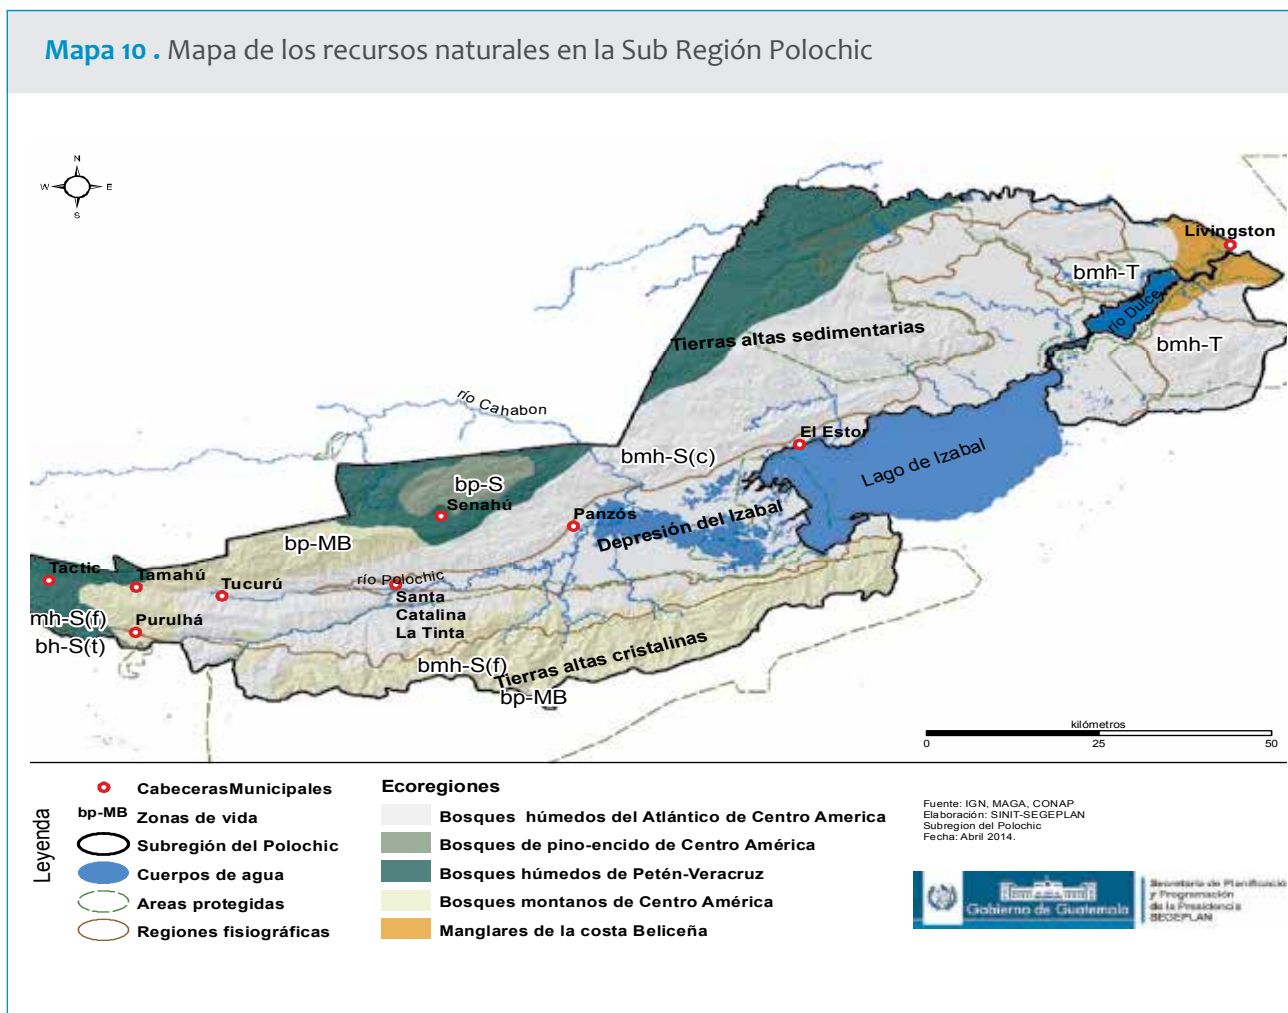 Mapa 10 . Mapa de los recursos naturales en la Sub Región Polochic
N
W E
S
Livingston
bmh-T
río Dulce
bmh-T
Tierras altas sedimentarias
río Cahabon
El Estor
Lago de Izabal
bmh-S(c)
bp-S
Senahú
Panzós
Depresión del Izabal
bp-MB
Tactic
Tamahú
Tucurú
río Polochic
Santa
Catalina
La Tinta
Purulhá
mh-S(f)
bh-S(t)
bmh-S(f)
Tierras altas cristalinas
bp-MB
kilómetros
0 25 50
Leyenda
CabecerasMunicipales
bp-MB Zonas de vida
Subregión del Polochic
Cuerpos de agua
Areas protegidas
Regiones fisiográficas
Ecoregiones
Bosques húmedos del Atlántico de Centro America
Bosques de pino-encido de Centro América
Bosques húmedos de Petén-Veracruz
Bosques montanos de Centro América
Manglares de la costa Beliceña
Fuente: IGN, MAGA, CONAP
Elaboración: SINIT-SEGEPLAN
Subregion del Polochic
Fecha: Abril 2014.
Gobierno de Guatemala
Secretaría de Planificació
y Programación
de la Presidencia
SEGEPLAN